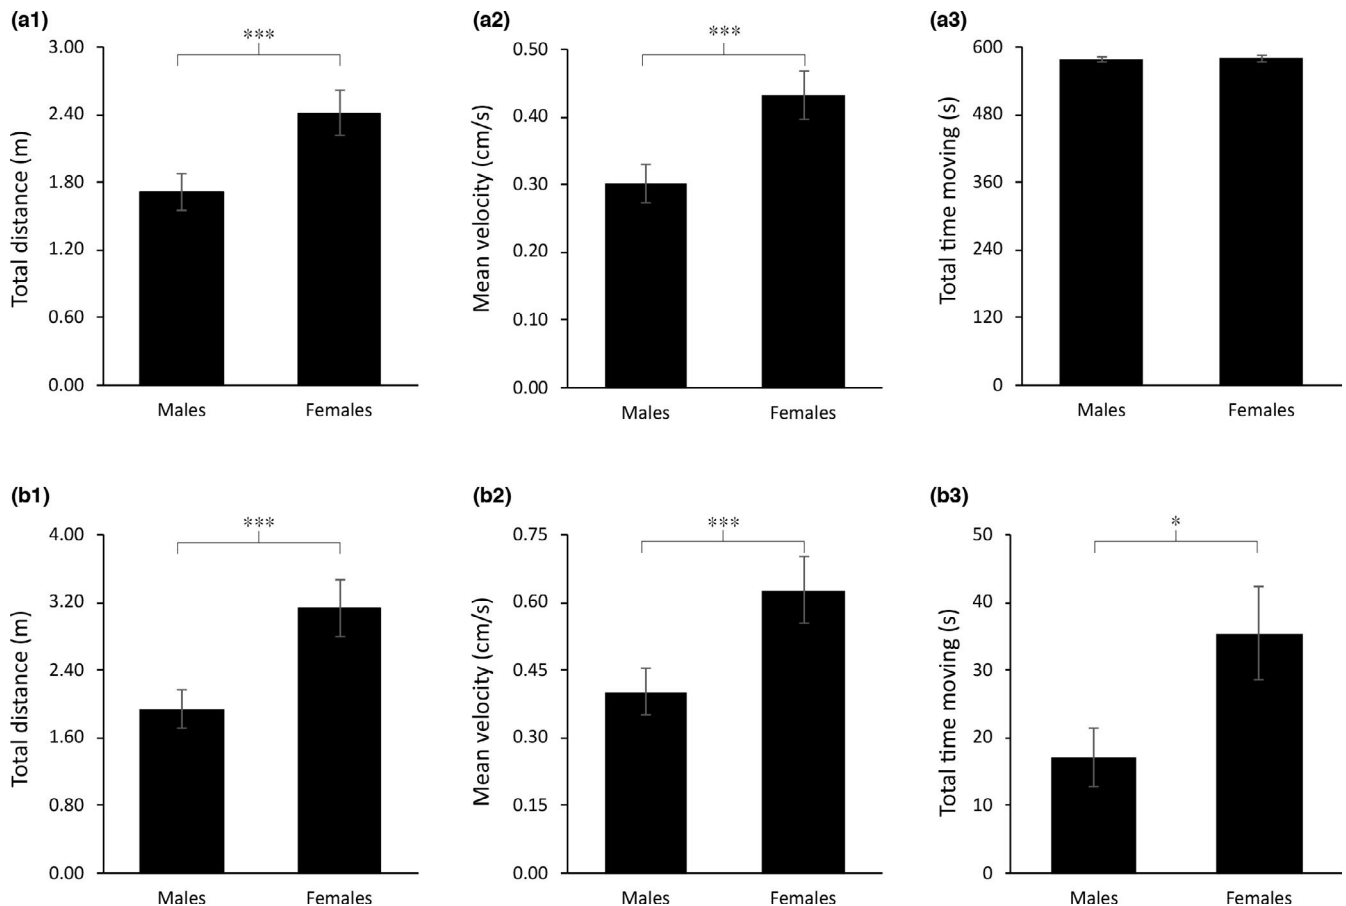 (a1)
***
Total distance (m)
3.00
2.40
1.80
1.20
0.60
0.00
Males Females
(a2)
***
Mean velocity (cm/s)
0.50
0.40
0.30
0.20
0.10
0.00
Males Females
(a3)
Total time moving (s)
600
480
360
240
120
0
Males Females
(b1)
***
Total distance (m)
4.00
3.20
2.40
1.60
0.80
0.00
Males Females
(b2)
***
Mean velocity (cm/s)
0.75
0.60
0.45
0.30
0.15
0.00
Males Females
(b3)
*
Total time moving (s)
50
40
30
20
10
0
Males Females